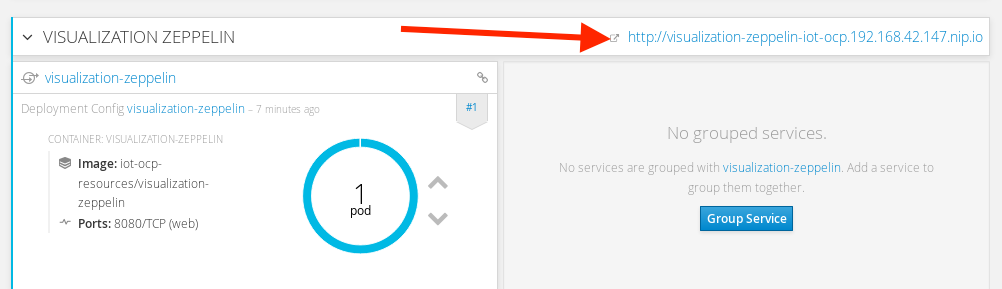 VISUALIZATION ZEPPELIN
http://visualization-zeppelin-iot-ocp.192.168.42.147.nip.io
visualization-zeppelin
Deployment Config visualization-zeppelin – 7 minutes ago
#1
CONTAINER: VISUALIZATION-ZEPPELIN
Image: iot-ocp-
resources/visualization-
zeppelin
Ports: 8080/TCP (web)
1
pod
No grouped services.
No services are grouped with visualization-zeppelin. Add a service to
group them together.
Group Service